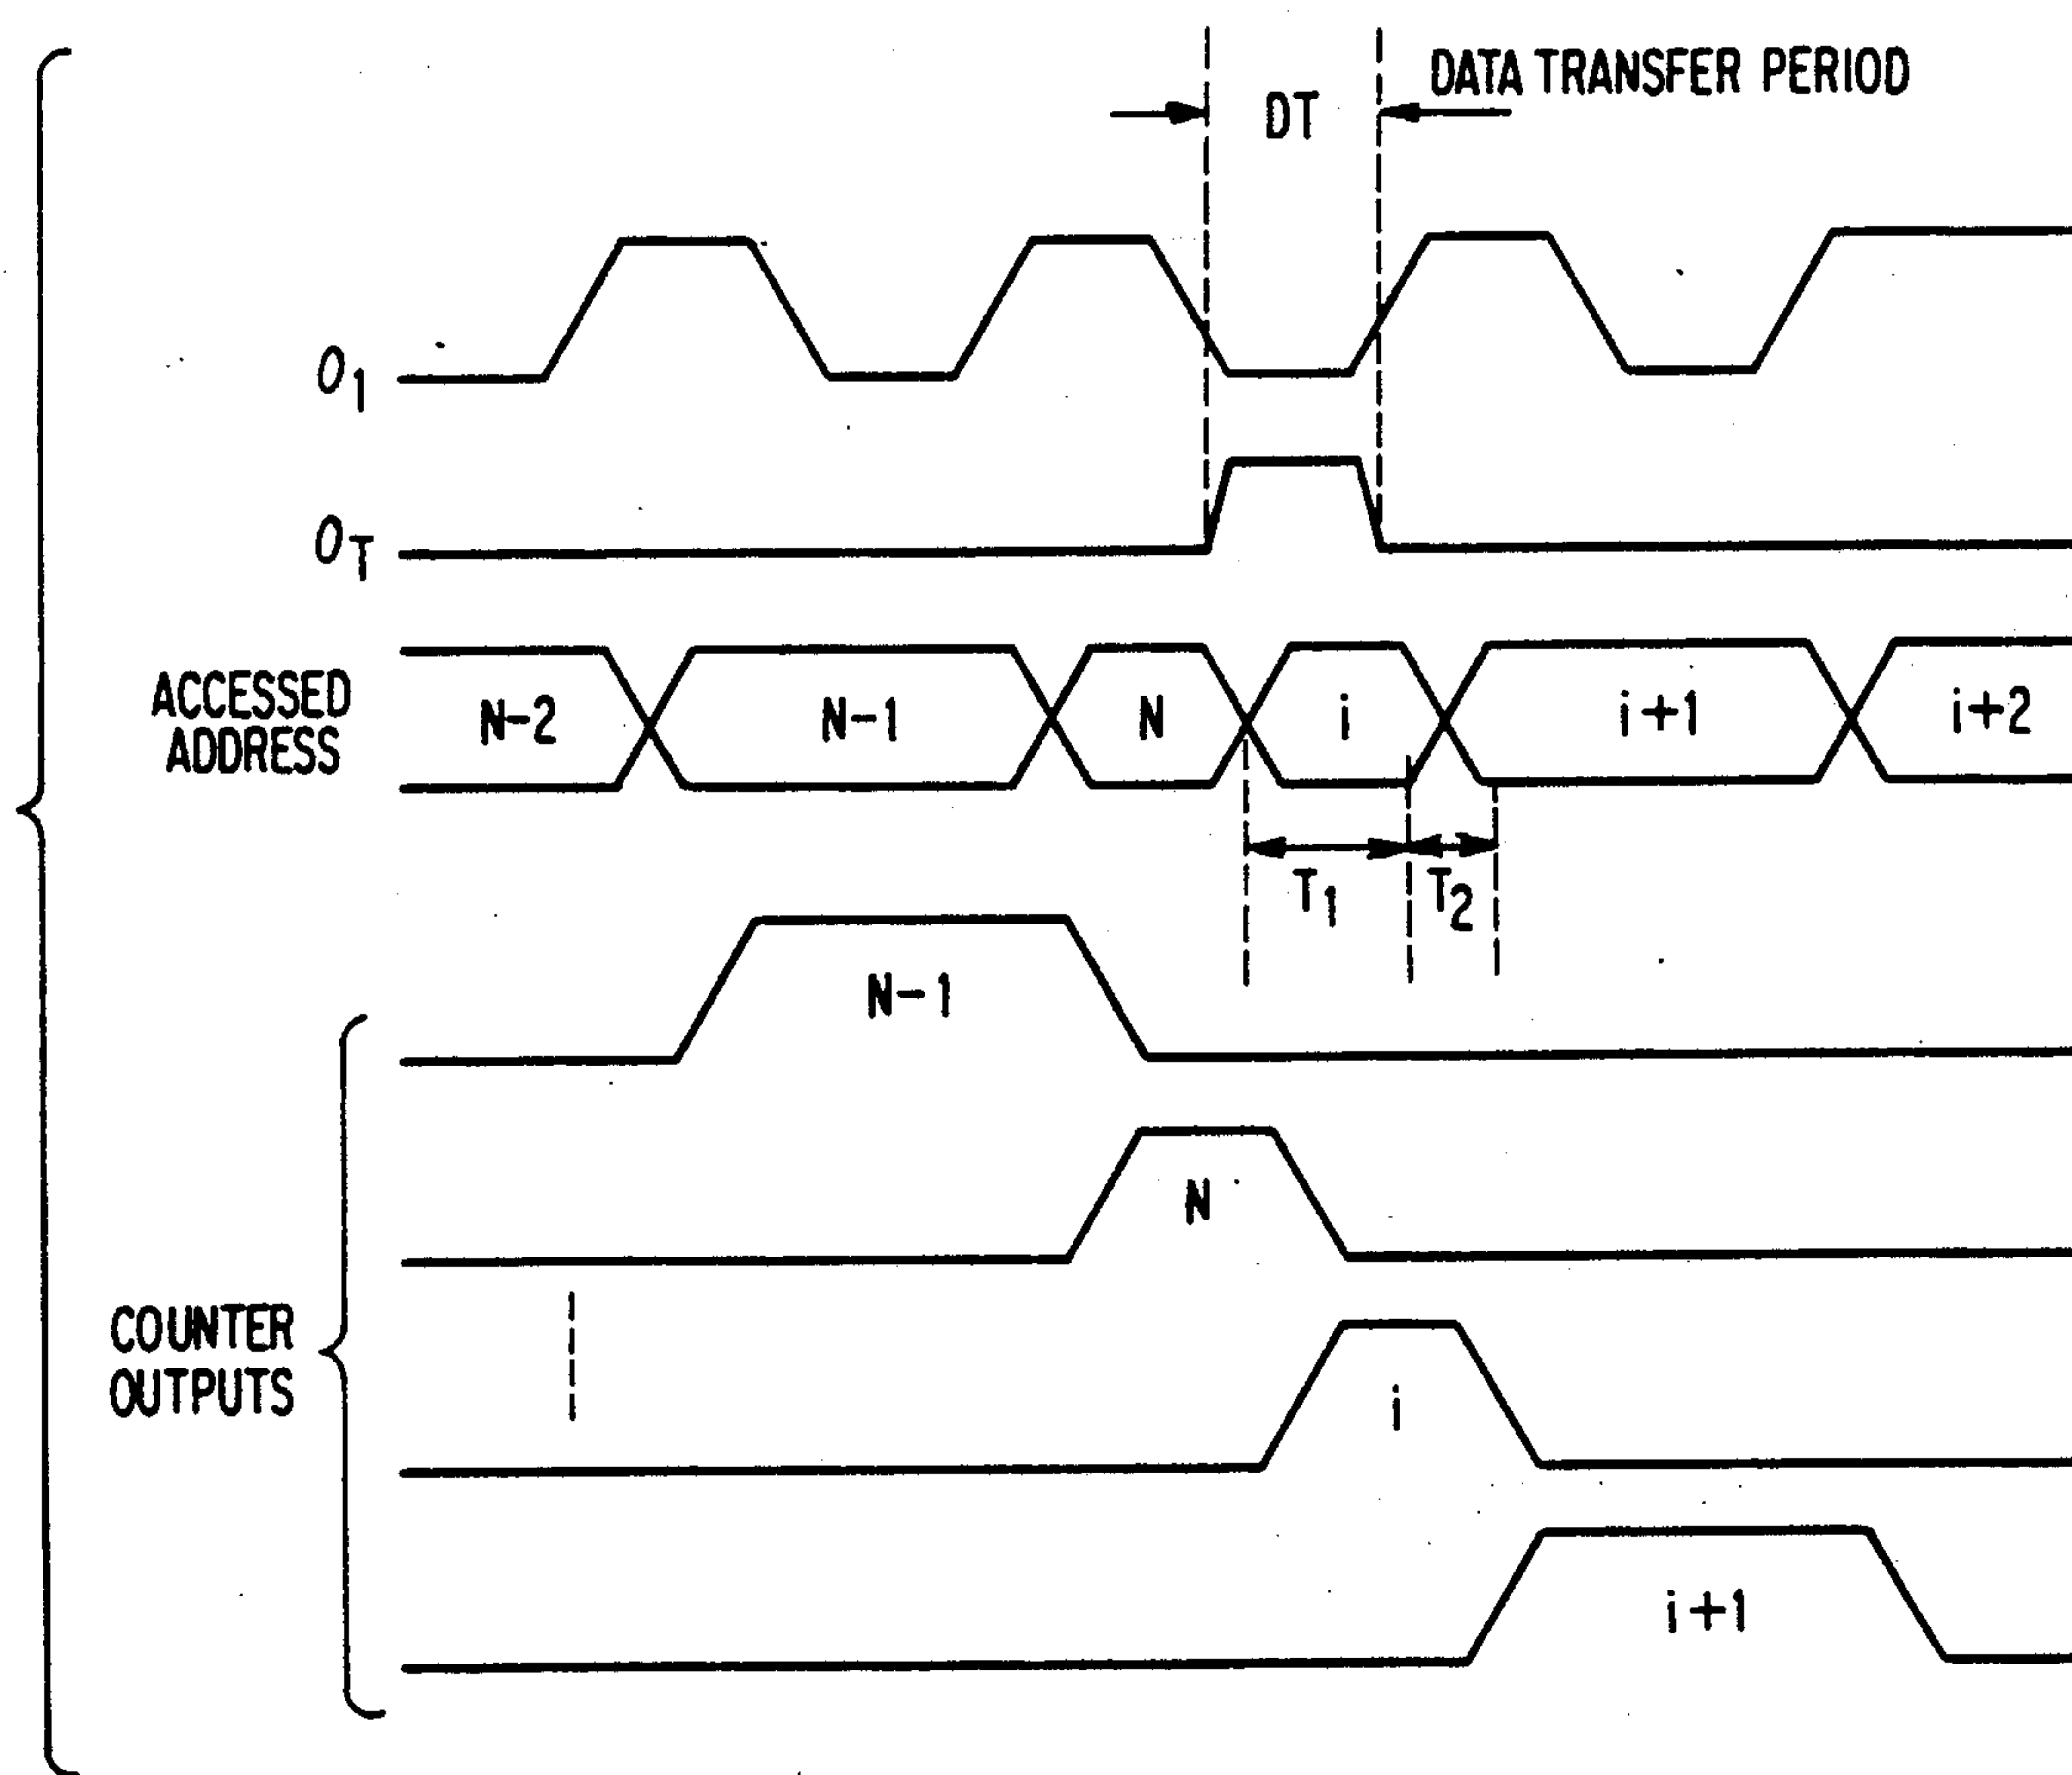 DATA TRANSFER PERIOD
DT
O1
OT
ACCESSED
ADDRESS
N-2
N-1
N
i
i+1
i+2
T1
T2
N-1
N
COUNTER
OUTPUTS
i
i+1